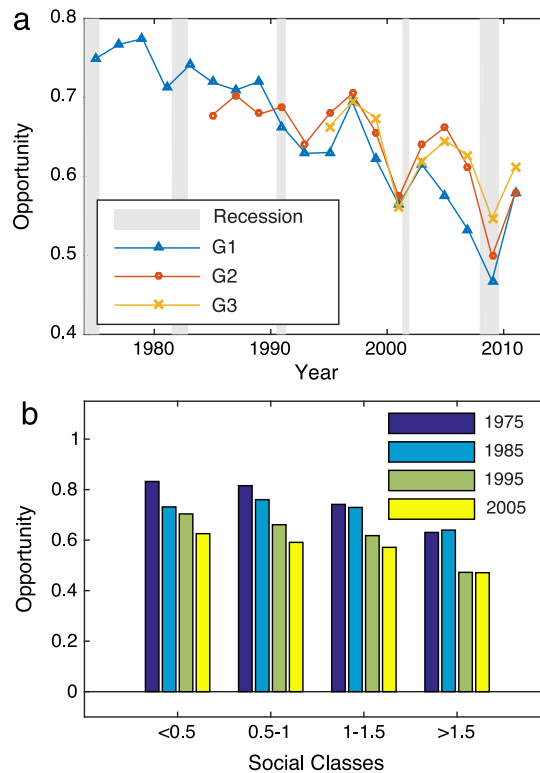 a
0.8
0.7
0.6
0.5
0.4
Opportunity
Recession
G1
G2
G3
1980
1990
2000
2010
Year
b
1
0.8
0.6
0.4
0.2
0
Opportunity
1975
1985
1995
2005
<0.5
0.5-1
1-1.5
>1.5
Social Classes